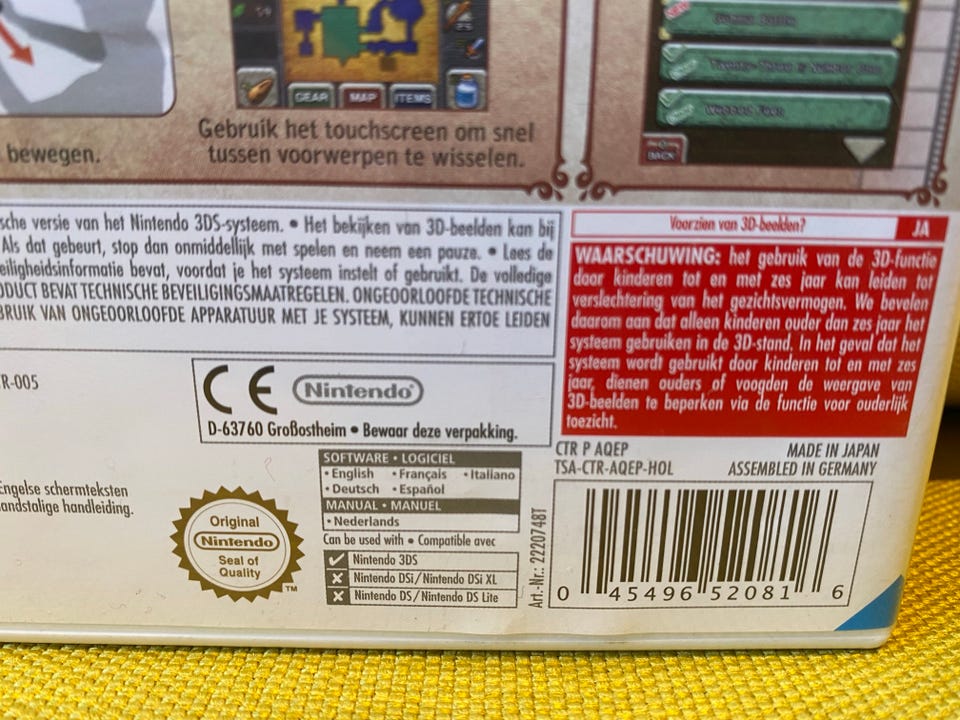 GEAR MAP ITEMS
bewegen.
Gebruik het touchscreen om snel
tussen voorwerpen te wisselen.
BACK
sche versie van het Nintendo 3DS-systeem. • Het bekijken van 3D-beelden kan bij
Als dat gebeurt, stop dan onmiddellijk met spelen en neem een pauze. • Lees de
eiligheidsinformatie bevat, voordat je het systeem instelt of gebruikt. De volledige
ODUCT BEVAT TECHNISCHE BEVEILIGINGSMAATREGELEN. ONGEOORLOOFDE TECHNISCHE
BRUIK VAN ONGEOORLOOFDE APPARATUUR MET JE SYSTEEM, KUNNEN ERTOE LEIDEN
Voorzien van 3D-beelden? JA
WAARSCHUWING: het gebruik van de 3D-functie
door kinderen tot en met zes jaar kan leiden tot
verslechtering van het gezichtsvermogen. We bevelen
daarom aan dat alleen kinderen ouder dan zes jaar het
systeem gebruiken in de 3D-stand. In het geval dat het
systeem wordt gebruikt door kinderen tot en met zes
jaar, dienen ouders of voogden de weergave van
3D-beelden te beperken via de functie voor ouderlijk
toezicht.
TR-005
CE Nintendo®
D-63760 Großostheim • Bewaar deze verpakking.
CTR P AQEP MADE IN JAPAN
TSA-CTR-AQEP-HOL ASSEMBLED IN GERMANY
Engelse schermteksten
andstalige handleiding.
Original
Nintendo
Seal of
Quality
TM
SOFTWARE • LOGICIEL
• English • Français • Italiano
• Deutsch • Español
MANUAL • MANUEL
• Nederlands
Can be used with • Compatible avec
Nintendo 3DS
Nintendo DSi/Nintendo DSi XL
Nintendo DS/Nintendo DS Lite
Art.-Nr.: 2220748T
0 45496 52081 6